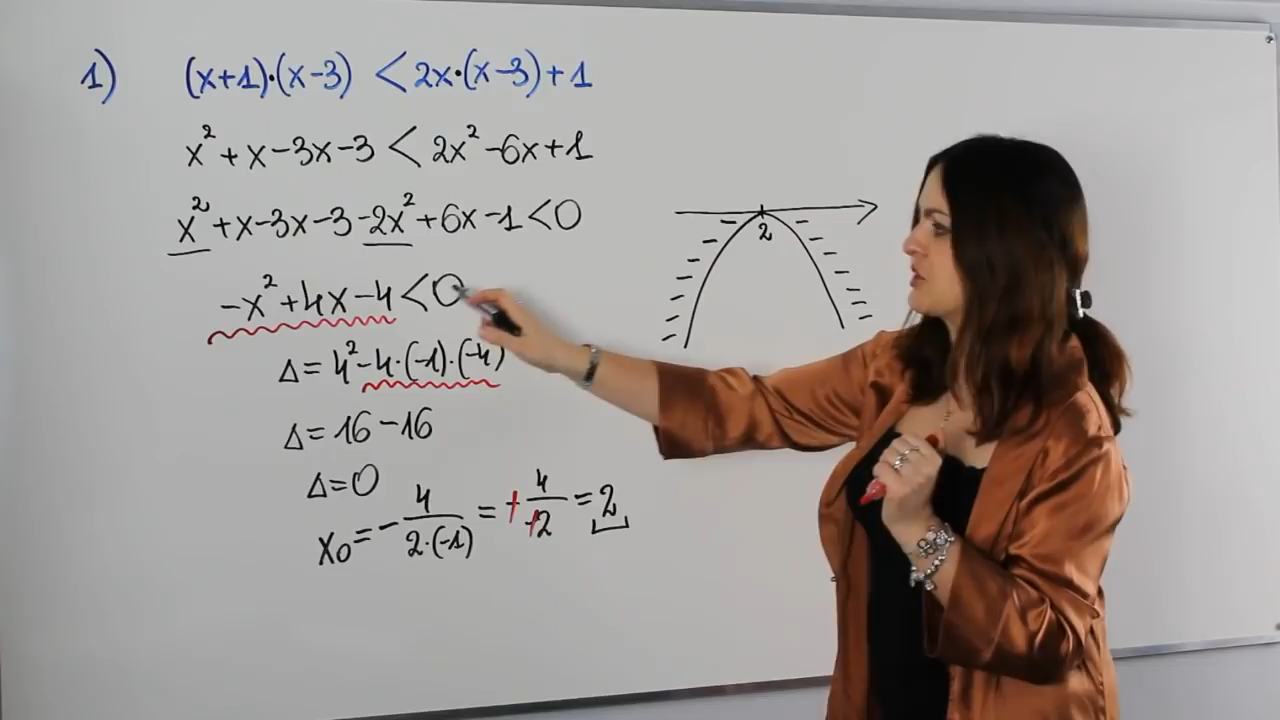 1) (x+1)·(x-3) < 2x·(x-3)+1
x² + x - 3x - 3 < 2x² - 6x + 1
x² + x - 3x - 3 - 2x² + 6x - 1 < 0
-x² + 4x - 4 < 0
Δ = 4² - 4·(-1)·(-4)
Δ = 16 - 16
Δ = 0
x₀ = - 4/(2·(-1)) = + 4/+2 = 2
2